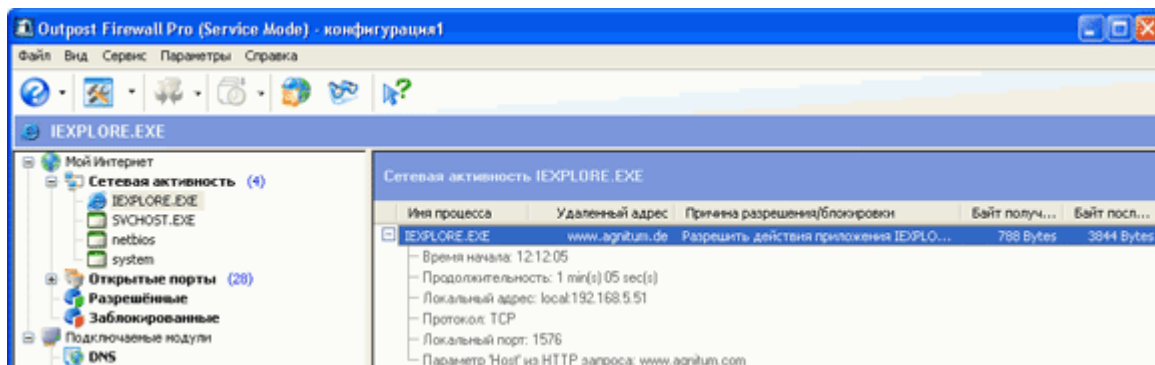 Outpost Firewall Pro (Service Mode) - конфигурация1
Файл Вид Сервис Параметры Справка
IEXPLORE.EXE
Мой Интернет
Сетевая активность (4)
IEXPLORE.EXE
SVCHOST.EXE
netbios
system
Открытые порты (28)
Разрешённые
Заблокированные
Подключаемые модули
DNS
Сетевая активность IEXPLORE.EXE
Имя процесса Удаленный адрес Причина разрешения/блокировки Байт получ... Байт посл...
IEXPLORE.EXE www.agnitum.de Разрешить действия приложения IEXPLO... 788 Bytes 3844 Bytes
Время начала: 12:12:05
Продолжительность: 1 min(s) 05 sec(s)
Локальный адрес: local:192.168.5.51
Протокол: TCP
Локальный порт: 1576
Параметр 'Host' из HTTP запроса: www.agnitum.com